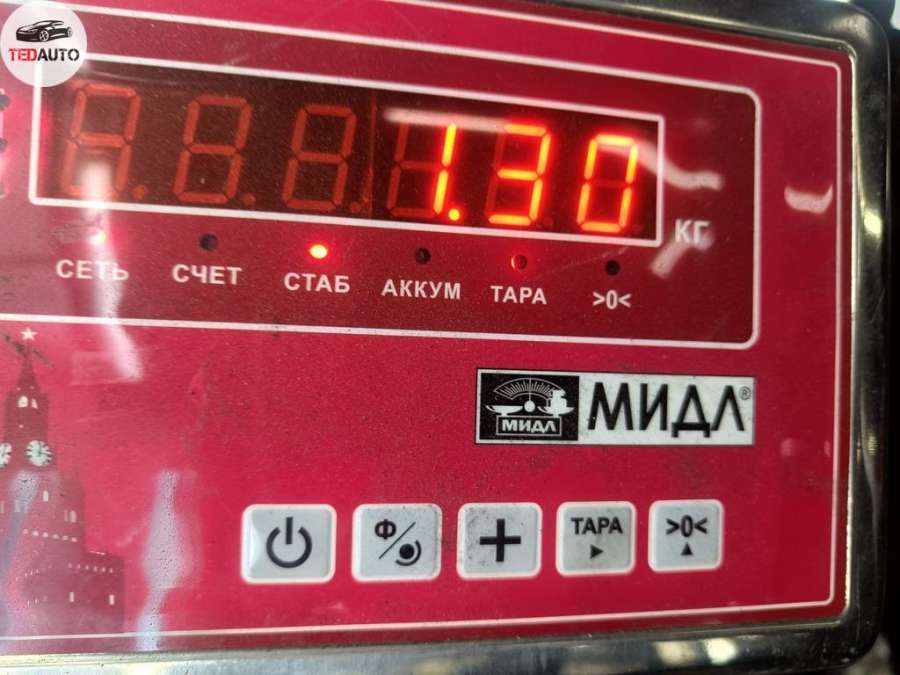 TEDAUTO
1.30
КГ
СЕТЬ СЧЕТ СТАБ АККУМ ТАРА >0<
МИДЛ МИДЛ®
Ф ТАРА >0<